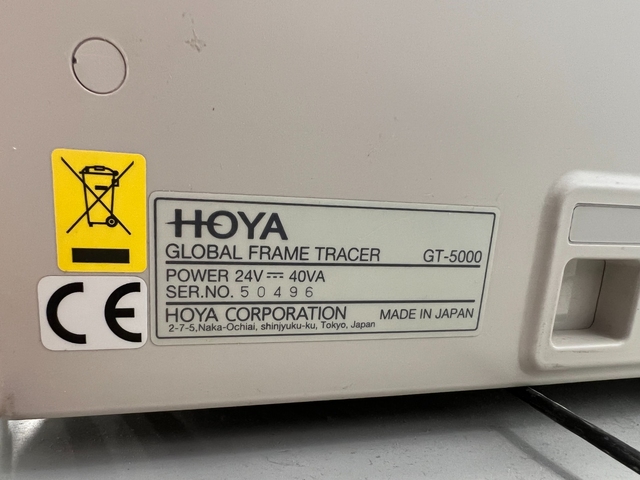 HOYA
GLOBAL FRAME TRACER GT-5000
POWER 24V⎓ 40VA
SER.NO. 50496
HOYA CORPORATION MADE IN JAPAN
2-7-5,Naka-Ochiai, shinjyuku-ku, Tokyo, Japan
CE